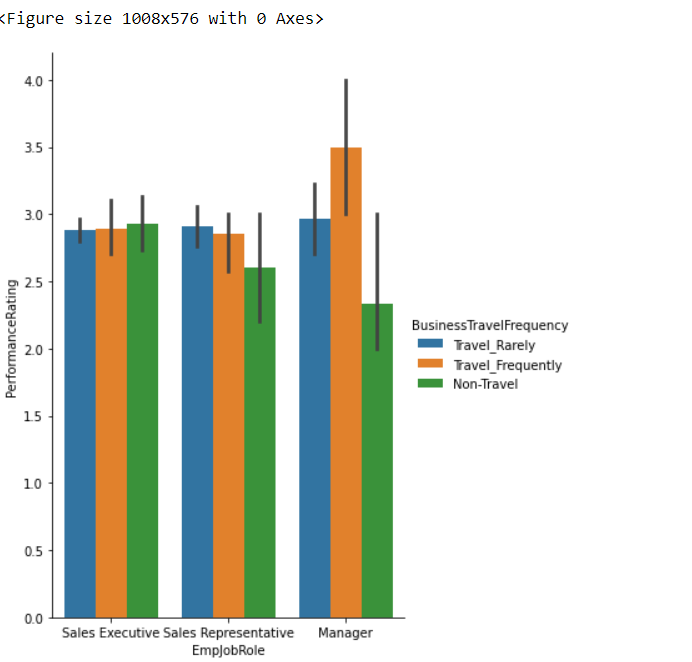 <Figure size 1008x576 with 0 Axes>
4.0
3.5
3.0
2.5
2.0
1.5
1.0
0.5
0.0
PerformanceRating
BusinessTravelFrequency
Travel_Rarely
Travel_Frequently
Non-Travel
Sales Executive Sales Representative Manager
EmpJobRole